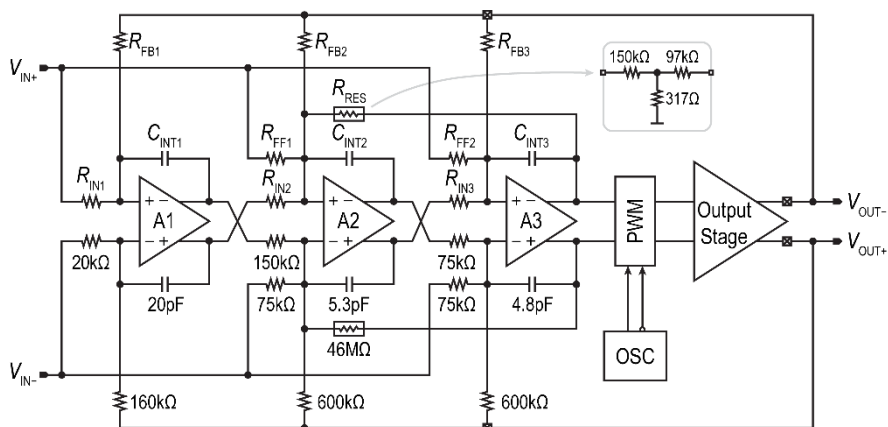 R_FB1 R_FB2 R_FB3
150kΩ 97kΩ
V_IN+
R_RES
317Ω
C_INT1 R_FF1 C_INT2 R_FF2 C_INT3
R_IN1 R_IN2 R_IN3
+ − + − + −
A1 A2 A3 PWM Output Stage
V_OUT−
− + − + − +
V_OUT+
20kΩ 150kΩ 75kΩ
20pF 75kΩ 5.3pF 75kΩ 4.8pF
46MΩ OSC
V_IN−
160kΩ 600kΩ 600kΩ